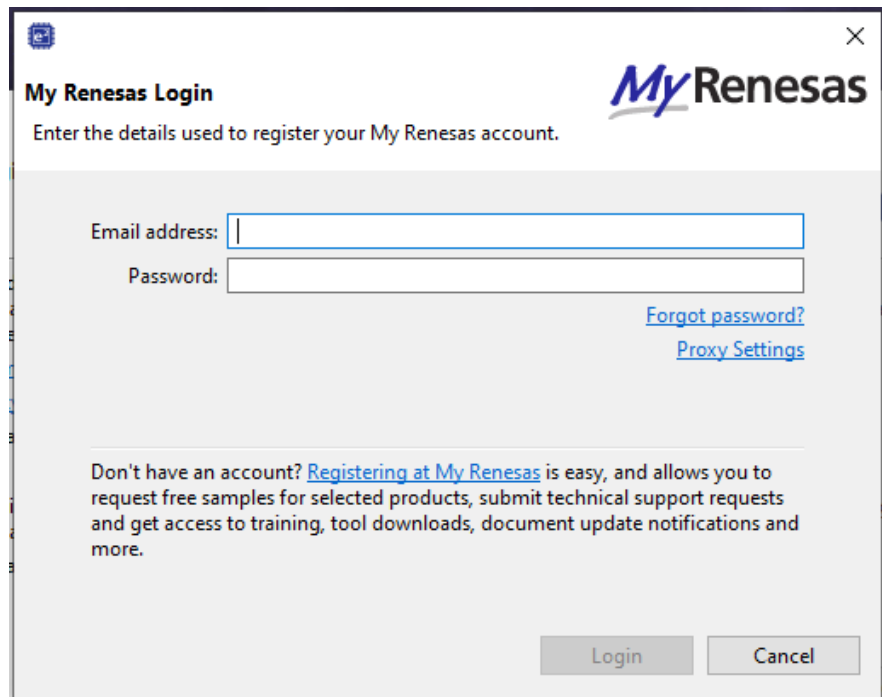 e²
My Renesas Login
MyRenesas
Enter the details used to register your My Renesas account.
Email address:
Password:
Forgot password?
Proxy Settings
Don't have an account? Registering at My Renesas is easy, and allows you to
request free samples for selected products, submit technical support requests
and get access to training, tool downloads, document update notifications and
more.
Login
Cancel